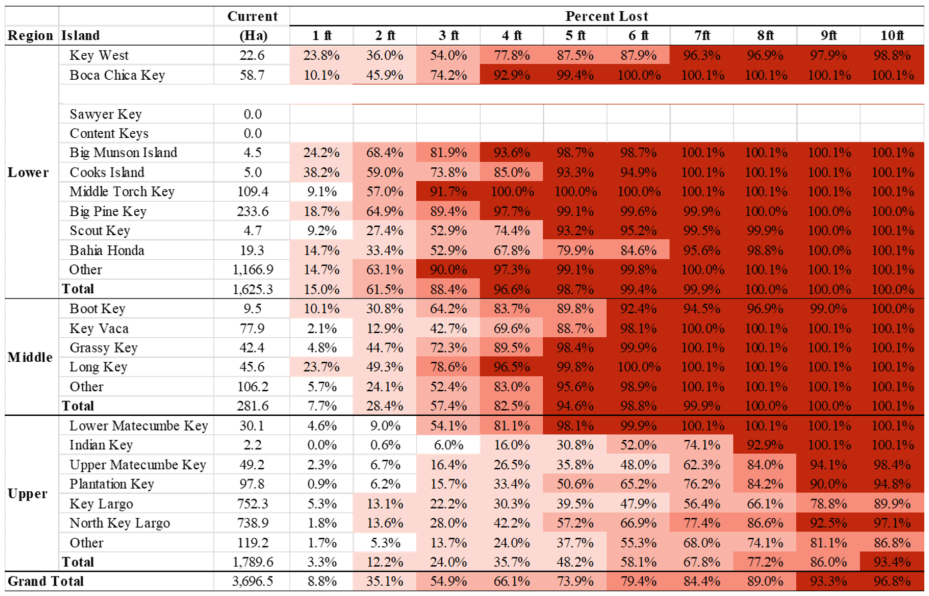 Current Percent Lost
Region Island (Ha) 1 ft 2 ft 3 ft 4 ft 5 ft 6 ft 7ft 8ft 9ft 10ft
Key West 22.6 23.8% 36.0% 54.0% 77.8% 87.5% 87.9% 96.3% 96.9% 97.9% 98.8%
Boca Chica Key 58.7 10.1% 45.9% 74.2% 92.9% 99.4% 100.0% 100.1% 100.1% 100.1% 100.1%
Sawyer Key 0.0
Content Keys 0.0
Big Munson Island 4.5 24.2% 68.4% 81.9% 93.6% 98.7% 98.7% 100.1% 100.1% 100.1% 100.1%
Lower Cooks Island 5.0 38.2% 59.0% 73.8% 85.0% 93.3% 94.9% 100.1% 100.1% 100.1% 100.1%
Middle Torch Key 109.4 9.1% 57.0% 91.7% 100.0% 100.0% 100.0% 100.1% 100.1% 100.1% 100.1%
Big Pine Key 233.6 18.7% 64.9% 89.4% 97.7% 99.1% 99.6% 99.9% 100.0% 100.0% 100.0%
Scout Key 4.7 9.2% 27.4% 52.9% 74.4% 93.2% 95.2% 99.5% 99.9% 100.1% 100.1%
Bahia Honda 19.3 14.7% 33.4% 52.9% 67.8% 79.9% 84.6% 95.6% 98.8% 100.0% 100.1%
Other 1,166.9 14.7% 63.1% 90.0% 97.3% 99.1% 99.8% 100.0% 100.1% 100.1% 100.1%
Total 1,625.3 15.0% 61.5% 88.4% 96.6% 98.7% 99.4% 99.9% 100.0% 100.0% 100.0%
Boot Key 9.5 10.1% 30.8% 64.2% 83.7% 89.8% 92.4% 94.5% 96.9% 99.0% 100.0%
Key Vaca 77.9 2.1% 12.9% 42.7% 69.6% 88.7% 98.1% 100.0% 100.1% 100.1% 100.1%
Middle Grassy Key 42.4 4.8% 44.7% 72.3% 89.5% 98.4% 99.9% 100.1% 100.1% 100.1% 100.1%
Long Key 45.6 23.7% 49.3% 78.6% 96.5% 99.8% 100.0% 100.1% 100.1% 100.1% 100.1%
Other 106.2 5.7% 24.1% 52.4% 83.0% 95.6% 98.9% 100.1% 100.1% 100.1% 100.1%
Total 281.6 7.7% 28.4% 57.4% 82.5% 94.6% 98.8% 99.9% 100.0% 100.0% 100.1%
Lower Matecumbe Key 30.1 4.6% 9.0% 54.1% 81.1% 98.1% 99.9% 100.1% 100.1% 100.1% 100.1%
Indian Key 2.2 0.0% 0.6% 6.0% 16.0% 30.8% 52.0% 74.1% 92.9% 100.1% 100.1%
Upper Matecumbe Key 49.2 2.3% 6.7% 16.4% 26.5% 35.8% 48.0% 62.3% 84.0% 94.1% 98.4%
Upper Plantation Key 97.8 0.9% 6.2% 15.7% 33.4% 50.6% 65.2% 76.2% 84.2% 90.0% 94.8%
Key Largo 752.3 5.3% 13.1% 22.2% 30.3% 39.5% 47.9% 56.4% 66.1% 78.8% 89.9%
North Key Largo 738.9 1.8% 13.6% 28.0% 42.2% 57.2% 66.9% 77.4% 86.6% 92.5% 97.1%
Other 119.2 1.7% 5.3% 13.7% 24.0% 37.7% 55.3% 68.0% 74.1% 81.1% 86.8%
Total 1,789.6 3.3% 12.2% 24.0% 35.7% 48.2% 58.1% 67.8% 77.2% 86.0% 93.4%
Grand Total 3,696.5 8.8% 35.1% 54.9% 66.1% 73.9% 79.4% 84.4% 89.0% 93.3% 96.8%